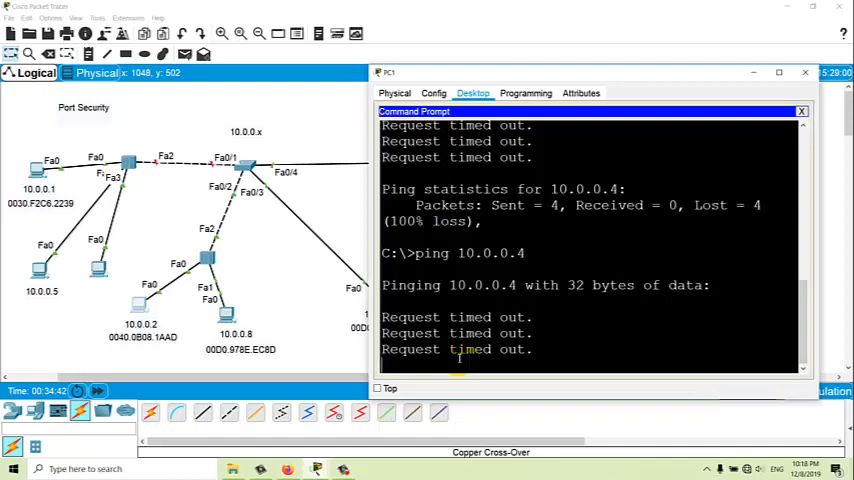 Cisco Packet Tracer
File Edit Options View Tools Extensions Help
?
Logical Physical x: 1048, y: 502 15:29:00
Port Security
10.0.0.x
Fa0 Fa0 Fa2 Fa0/1 Fa0/4
10.0.0.1
0030.F2C6.2239
Fa3
Fa0/2
Fa0/3
Fa0 Fa0
10.0.0.5
Fa2
Fa0
Fa1
Fa0
Fa0
10.0.0.2
0040.0B08.1AAD
10.0.0.8
00D0.978E.EC8D
PC1
Physical Config Desktop Programming Attributes
Command Prompt X
Request timed out.
Request timed out.
Request timed out.
Ping statistics for 10.0.0.4:
Packets: Sent = 4, Received = 0, Lost = 4
(100% loss),
C:\>ping 10.0.0.4
Pinging 10.0.0.4 with 32 bytes of data:
Request timed out.
Request timed out.
Request timed out.
Top
Time: 00:34:42
Copper Cross-Over
Type here to search
10:18 PM
12/8/2019